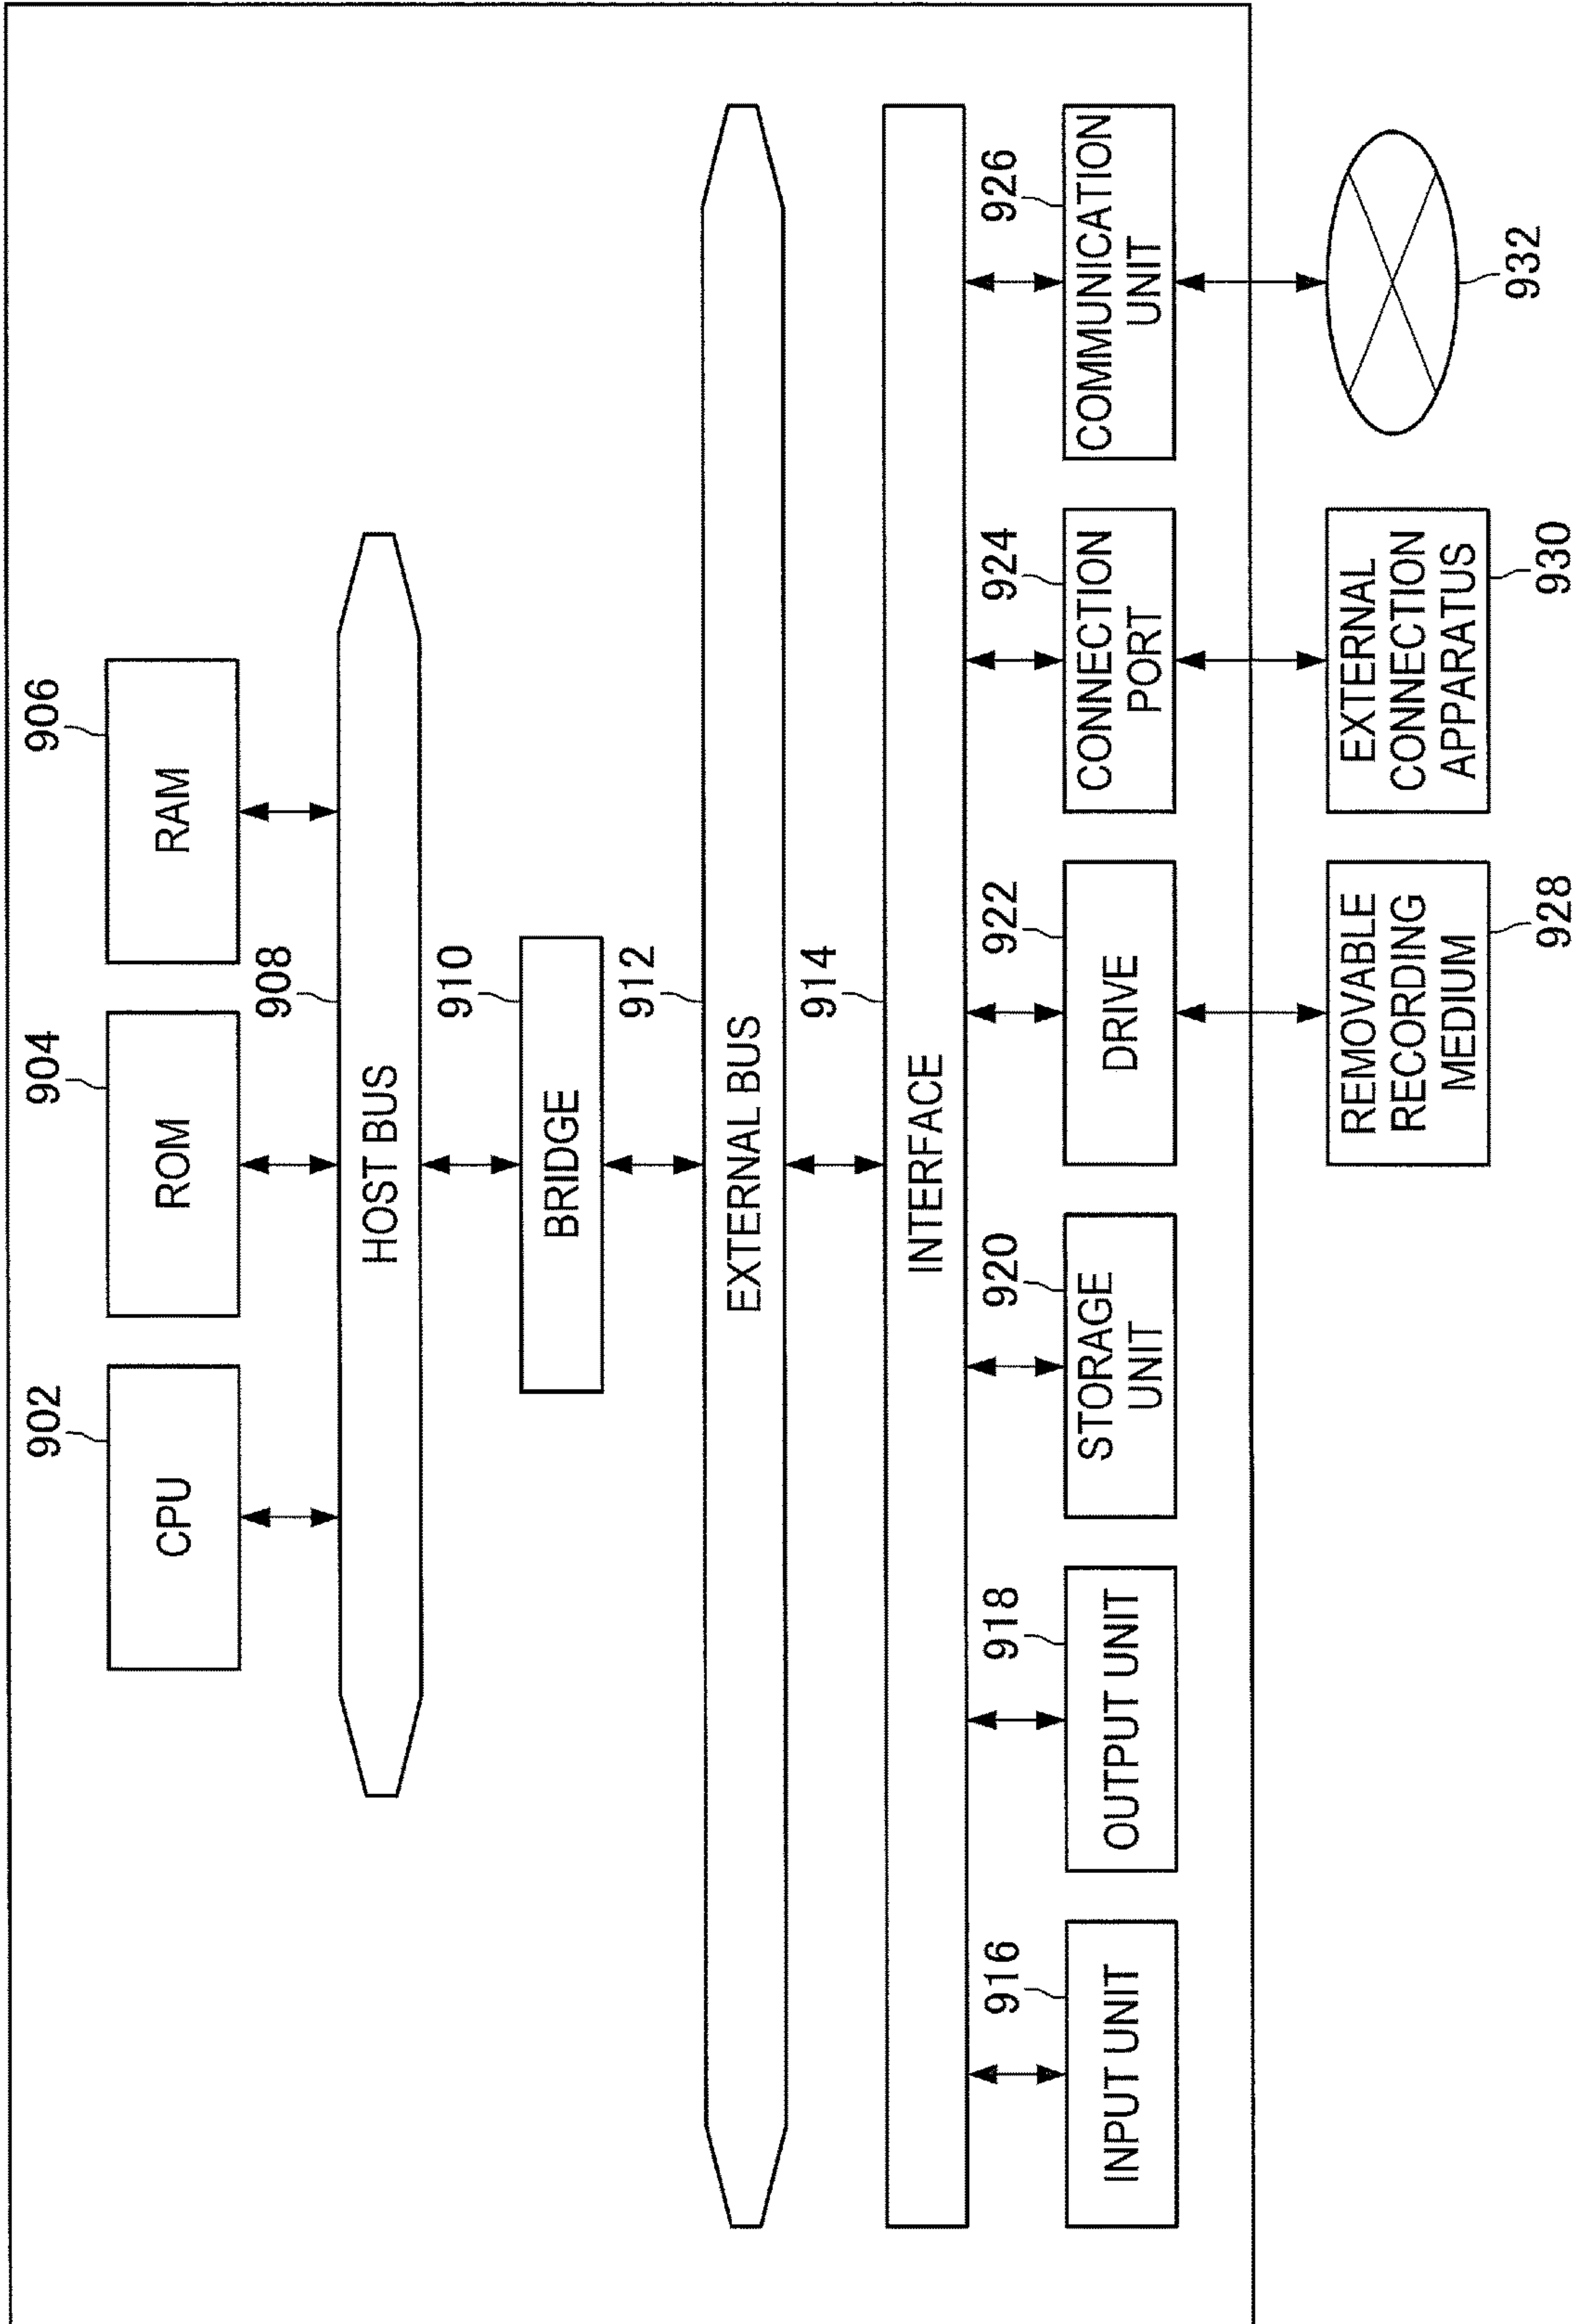 902
904
906
CPU
ROM
RAM
908
HOST BUS
910
BRIDGE
912
EXTERNAL BUS
914
INTERFACE
916
918
920
922
924
926
INPUT UNIT
OUTPUT UNIT
STORAGE
UNIT
DRIVE
CONNECTION
PORT
COMMUNICATION
UNIT
REMOVABLE
RECORDING
MEDIUM
EXTERNAL
CONNECTION
APPARATUS
932
928
930